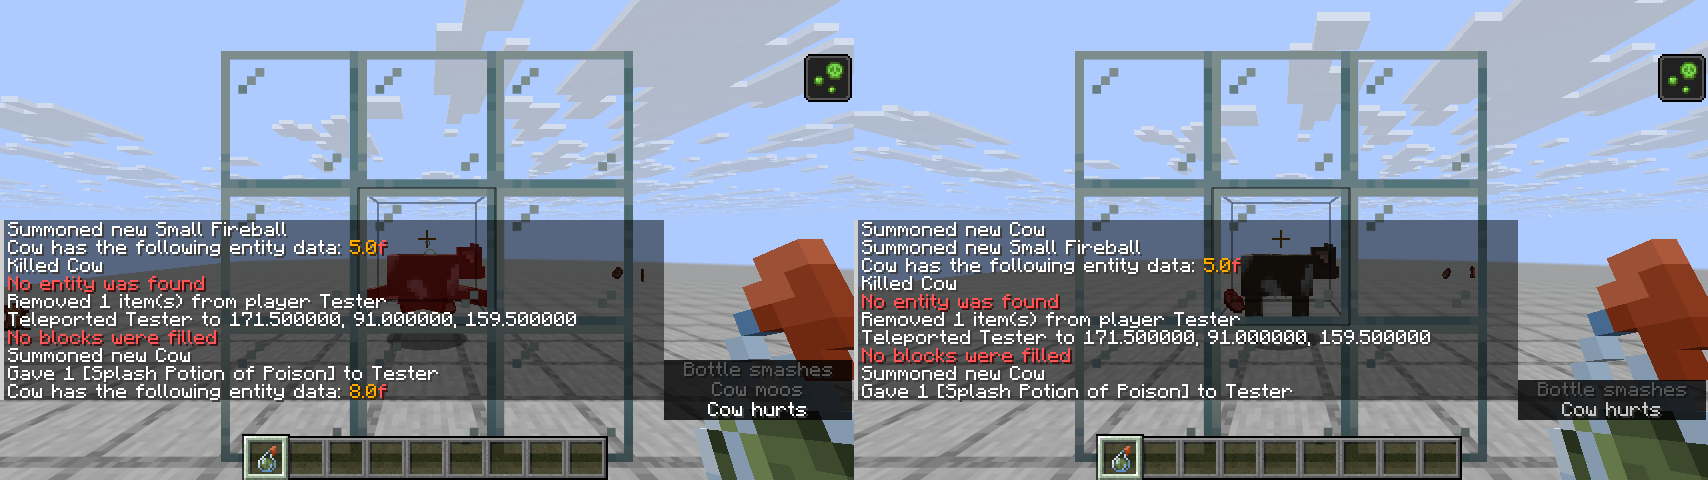 Summoned new Small Fireball
Cow has the following entity data: 5.0f
Killed Cow
No entity was found
Removed 1 item(s) from player Tester
Teleported Tester to 171.500000, 91.000000, 159.500000
No blocks were filled
Summoned new Cow
Gave 1 [Splash Potion of Poison] to Tester
Cow has the following entity data: 8.0f
Bottle smashes
Cow moos
Cow hurts
Summoned new Cow
Summoned new Small Fireball
Cow has the following entity data: 5.0f
Killed Cow
No entity was found
Removed 1 item(s) from player Tester
Teleported Tester to 171.500000, 91.000000, 159.500000
No blocks were filled
Summoned new Cow
Gave 1 [Splash Potion of Poison] to Tester
Bottle smashes
Cow hurts